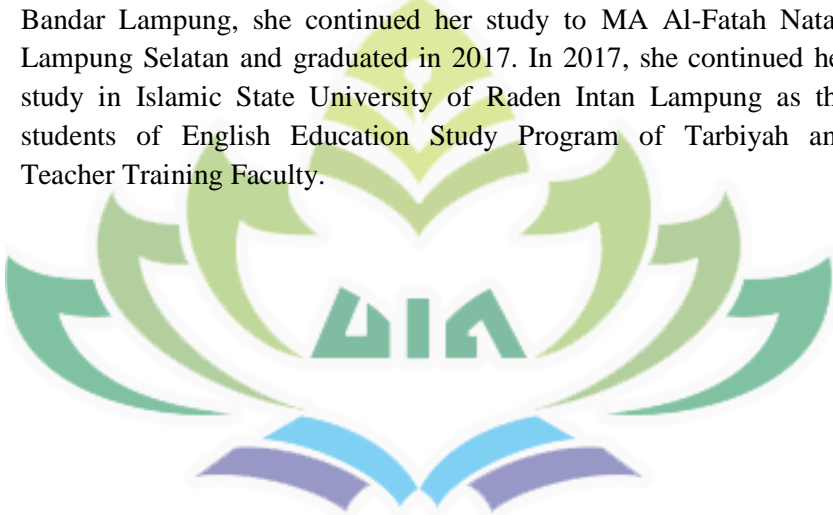 Bandar Lampung, she continued her study to MA Al-Fatah Nata
Lampung Selatan and graduated in 2017. In 2017, she continued he
study in Islamic State University of Raden Intan Lampung as th
students of English Education Study Program of Tarbiyah an
Teacher Training Faculty.
UIN